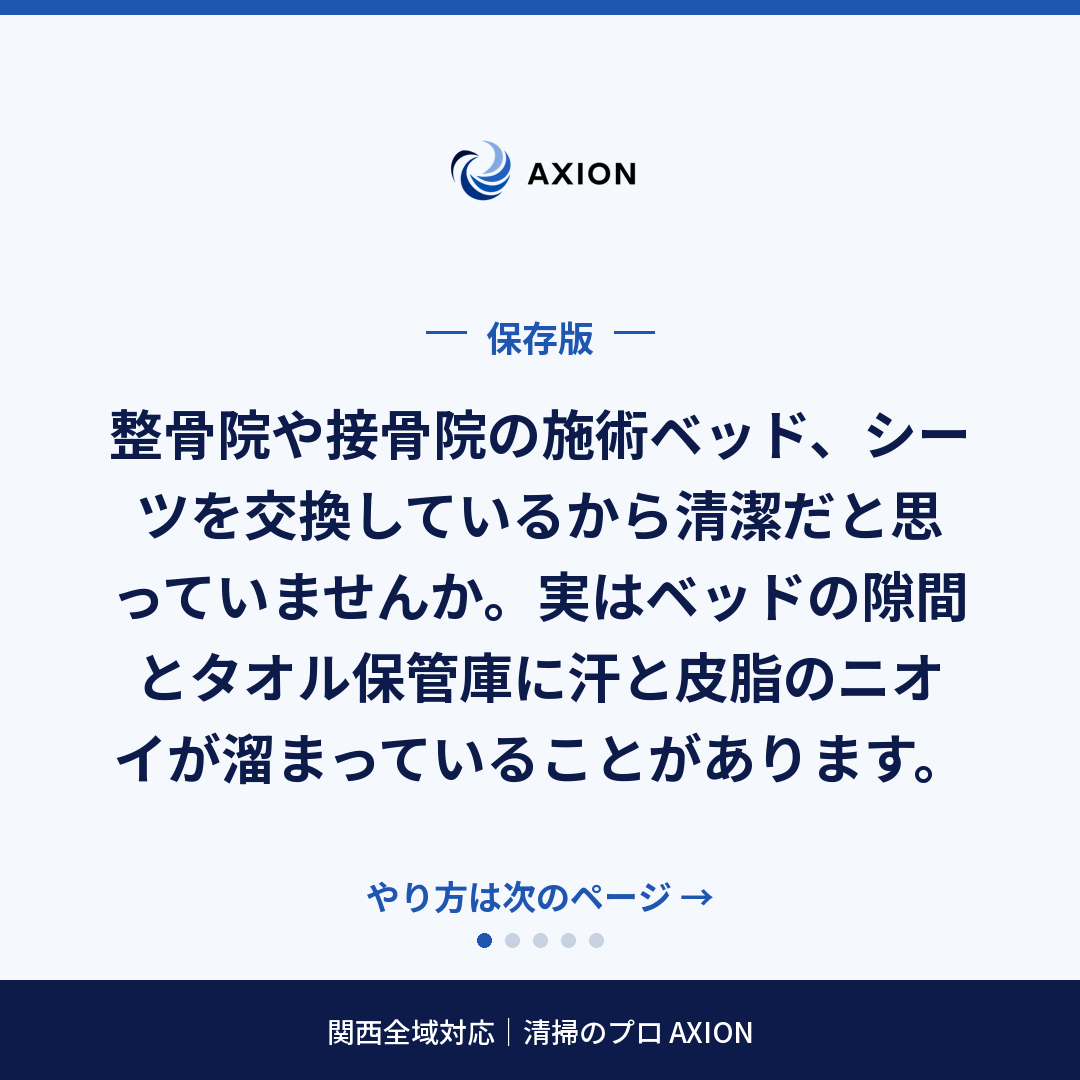 AXION
保存版
整骨院や接骨院の施術ベッド、シー
ツを交換しているから清潔だと思
っていませんか。実はベッドの隙間
とタオル保管庫に汗と皮脂のニオ
イが溜まっていることがあります。
やり方は次のページ →
関西全域対応｜清掃のプロ AXION